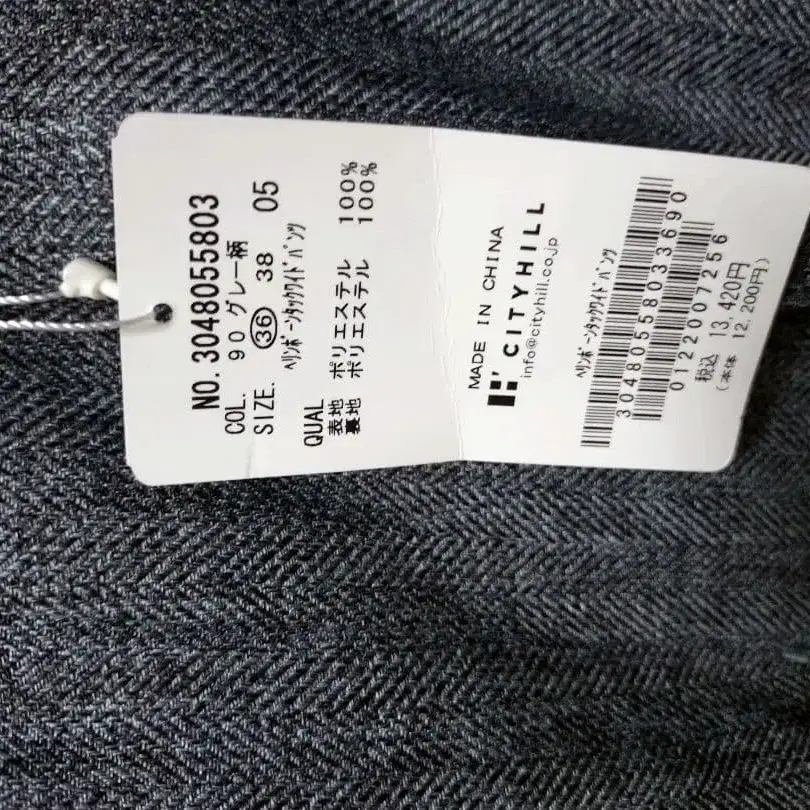 NO. 3048055803
COL. 90 グレー柄
SIZE. 36 38 05
ﾍﾘﾝﾎﾞｰﾝﾀｯｸﾜｲﾄﾞﾊﾟﾝﾂ
QUAL
表地 ポリエステル 100%
裏地 ポリエステル 100%
MADE IN CHINA
CITYHILL
info@cityhill.co.jp
ﾍﾘﾝﾎﾞｰﾝﾀｯｸﾜｲﾄﾞﾊﾟﾝﾂ
30480558033690
0122007256
税込 13,420円
(本体 12,200円)